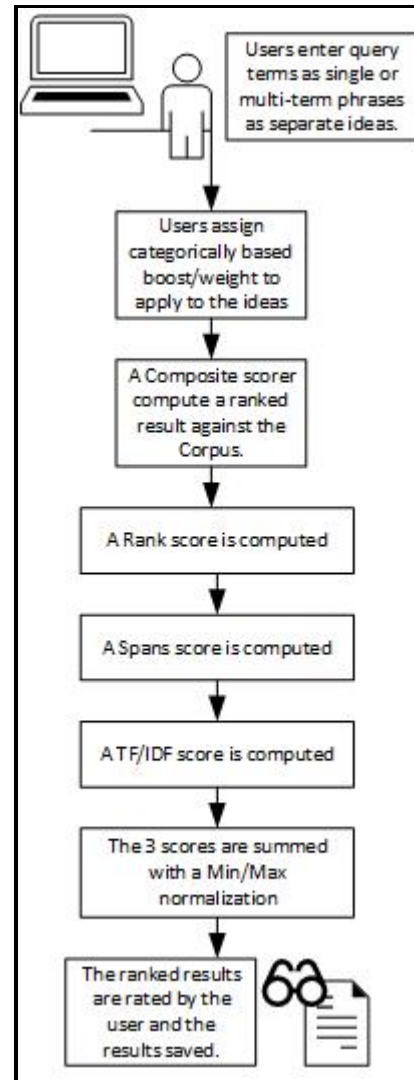 Users enter query
terms as single or
multi-term phrases
as separate ideas.
Users assign
categorically based
boost/weight to
apply to the ideas
A Composite scorer
compute a ranked
result against the
Corpus.
A Rank score is computed
A Spans score is computed
A TF/IDF score is computed
The 3 scores are summed
with a Min/Max
normalization
The ranked results
are rated by the
user and the
results saved.